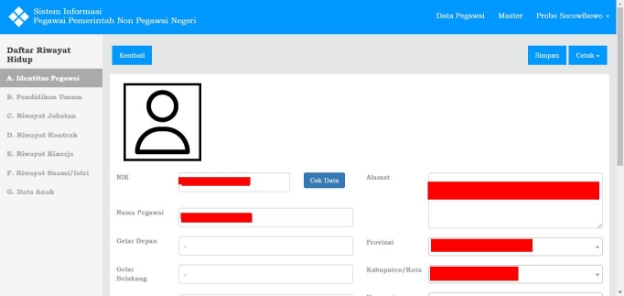 Sistem Informasi
Pegawai Pemerintah Non Pegawai Negeri
Data Pegawai
Master
Probo Socowibowo
Daftar Riwayat
Hidup
Kembali
Simpan
Cetak
A. Identitas Pegawai
B. Pendidikan Umum
C. Riwayat Jabatan
D. Riwayat Kontrak
E. Riwayat Kinerja
F. Riwayat Suami/Istri
G. Data Anak
NIK
Cek Data
Alamat
Nama Pegawai
Gelar Depan
-
Provinsi
Gelar
Belakang
-
Kabupaten/Kota